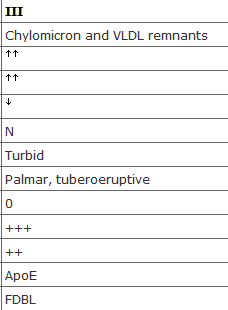 III
Chylomicron and VLDL remnants
↑↑
↑↑
↓
N
Turbid
Palmar, tuberoeruptive
0
+++
++
ApoE
FDBL